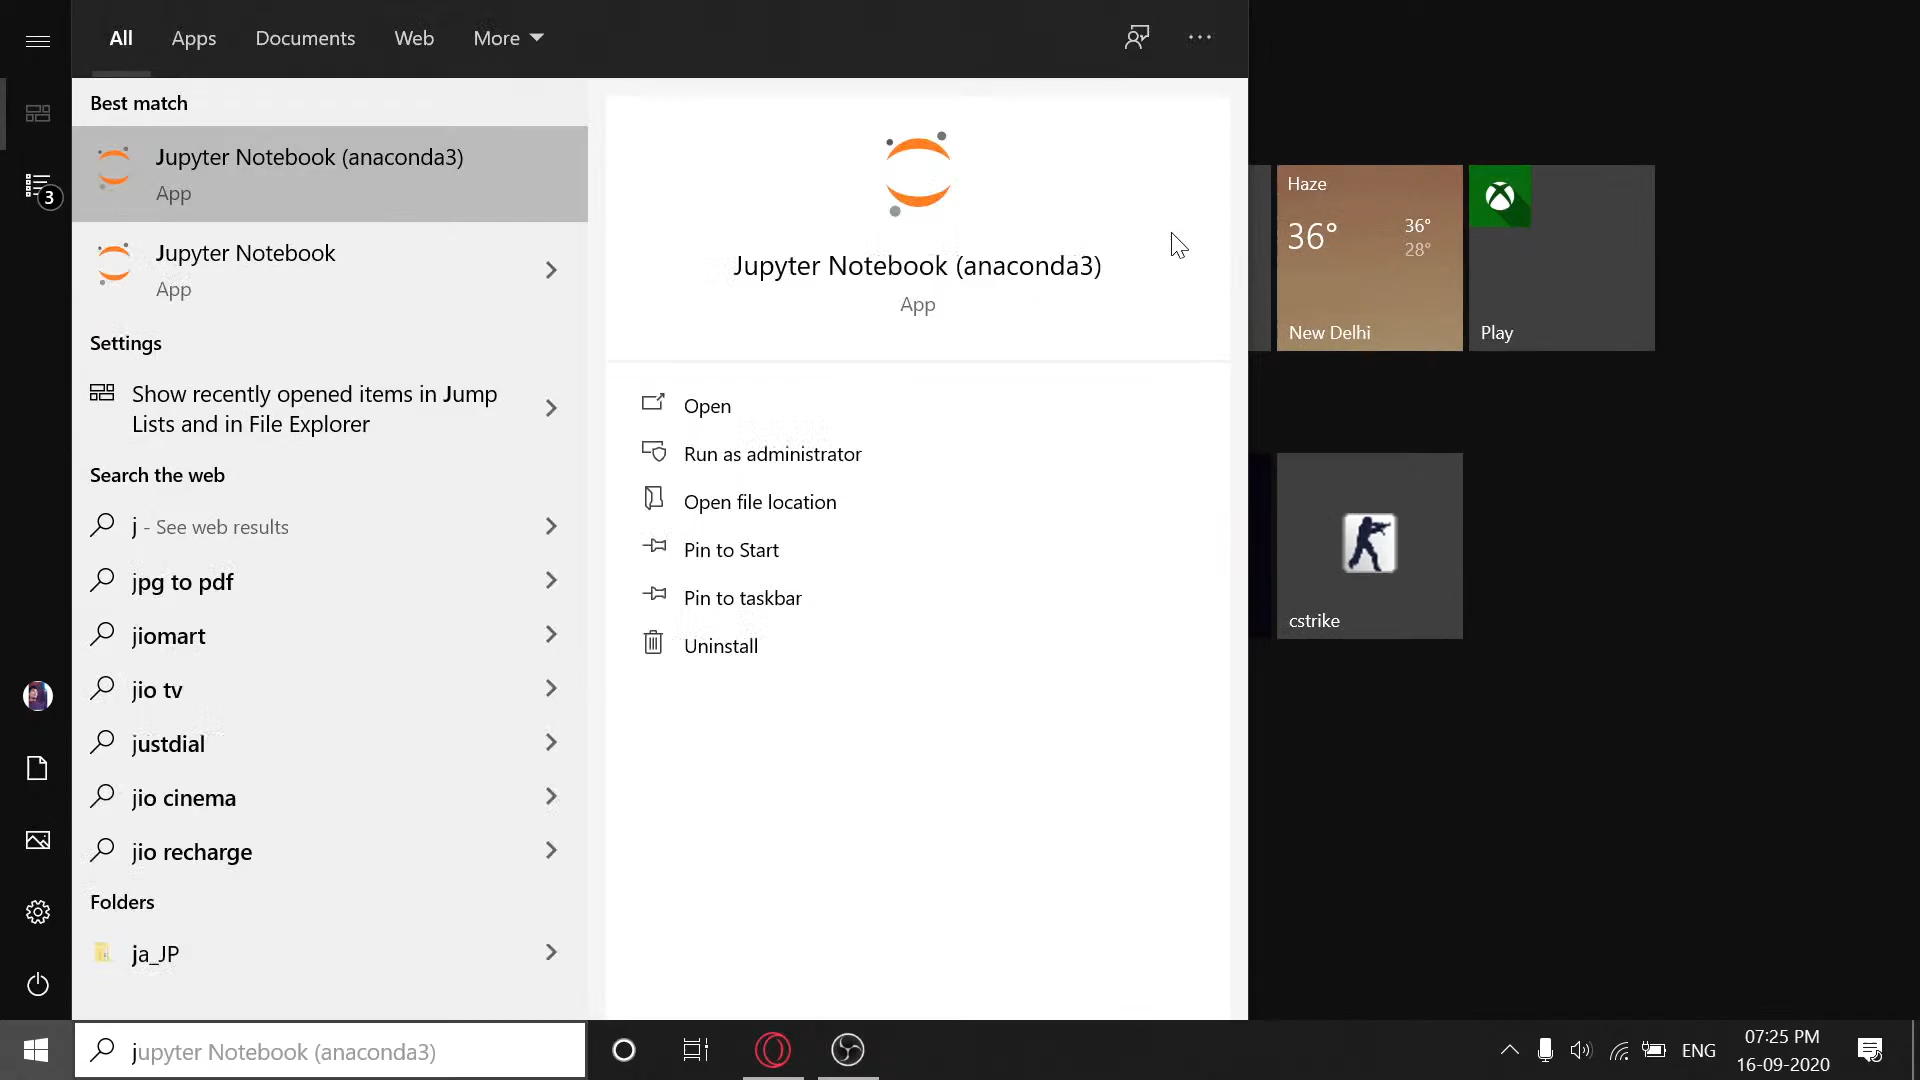 All Apps Documents Web More
Best match
Jupyter Notebook (anaconda3)
App
Jupyter Notebook
App
Settings
Show recently opened items in Jump
Lists and in File Explorer
Search the web
j - See web results
jpg to pdf
jiomart
jio tv
justdial
jio cinema
jio recharge
Folders
ja_JP
jupyter Notebook (anaconda3)
Jupyter Notebook (anaconda3)
App
Open
Run as administrator
Open file location
Pin to Start
Pin to taskbar
Uninstall
Haze
36°
36°
28°
New Delhi
Play
cstrike
3
ENG
07:25 PM
16-09-2020